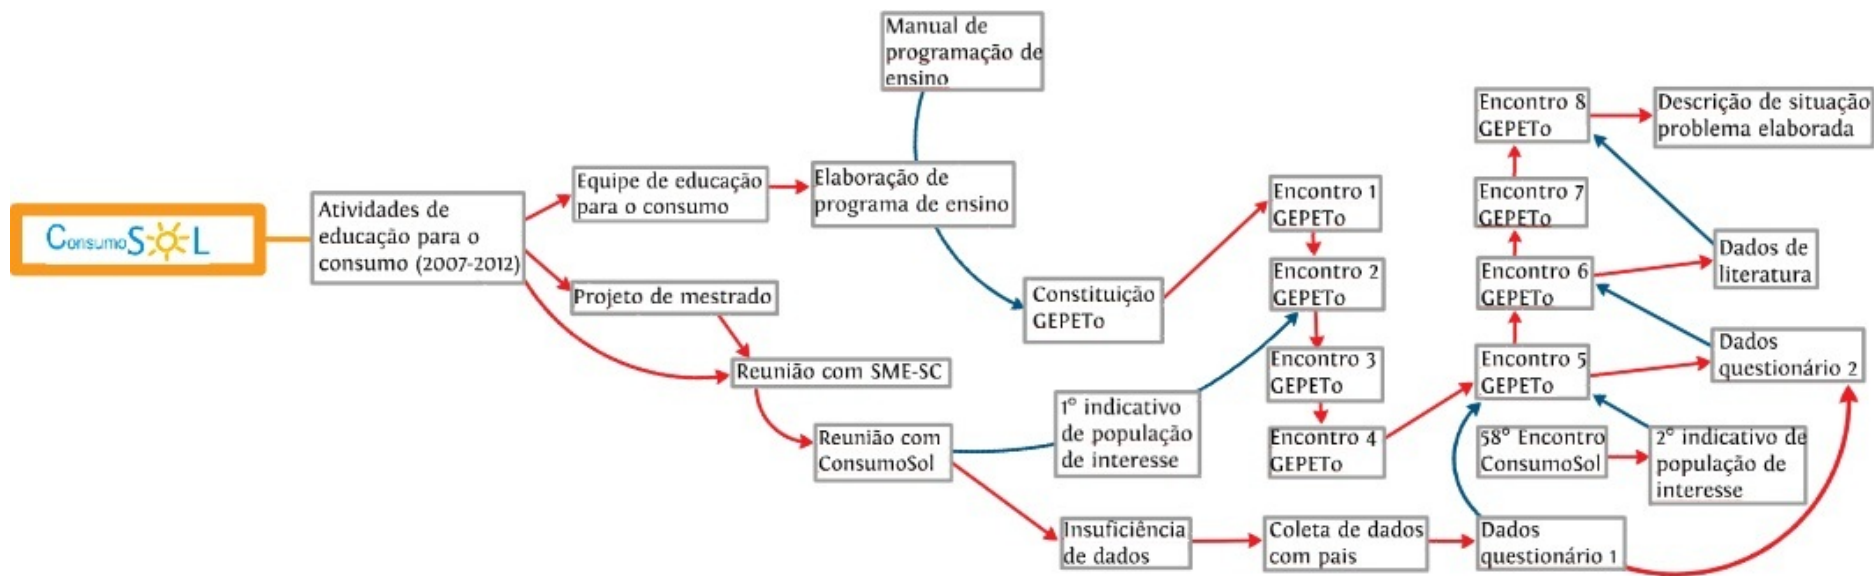 ConsumoSOL
Atividades de
educação para o
consumo (2007-2012)
Equipe de educação
para o consumo
Projeto de mestrado
Reunião com SME-SC
Reunião com
ConsumoSol
Manual de
programação de
ensino
Elaboração de
programa de ensino
Constituição
GEPETo
1º indicativo
de população
de interesse
Insuficiência
de dados
Coleta de dados
com pais
Dados
questionário 1
Encontro 1
GEPETo
Encontro 2
GEPETo
Encontro 3
GEPETo
Encontro 4
GEPETo
Encontro 5
GEPETo
58º Encontro
ConsumoSol
2º indicativo de
população de
interesse
Dados
questionário 2
Encontro 6
GEPETo
Dados de
literatura
Encontro 7
GEPETo
Encontro 8
GEPETo
Descrição de situação
problema elaborada